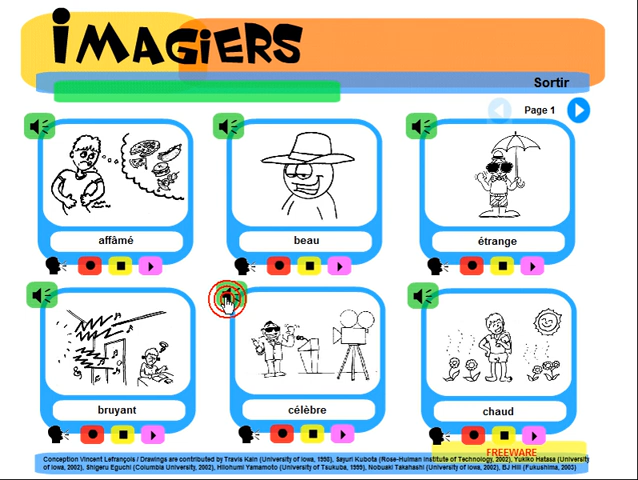 iMAGiERS
Sortir
Page 1
affâmé
beau
étrange
bruyant
célèbre
chaud
FREEWARE
Conception Vincent Lefrançois / Drawings are contributed by Travis Kain (University of Iowa, 1998), Sayuri Kubota (Rose-Hulman Institute of Technology, 2002), Yukiko Hatasa (University
of Iowa, 2002), Shigeru Eguchi (Columbia University, 2002), Hilofumi Yamamoto (University of Tsukuba, 1999), Nobuaki Takahashi (University of Iowa, 2002), BJ Hill (Fukushima, 2003)